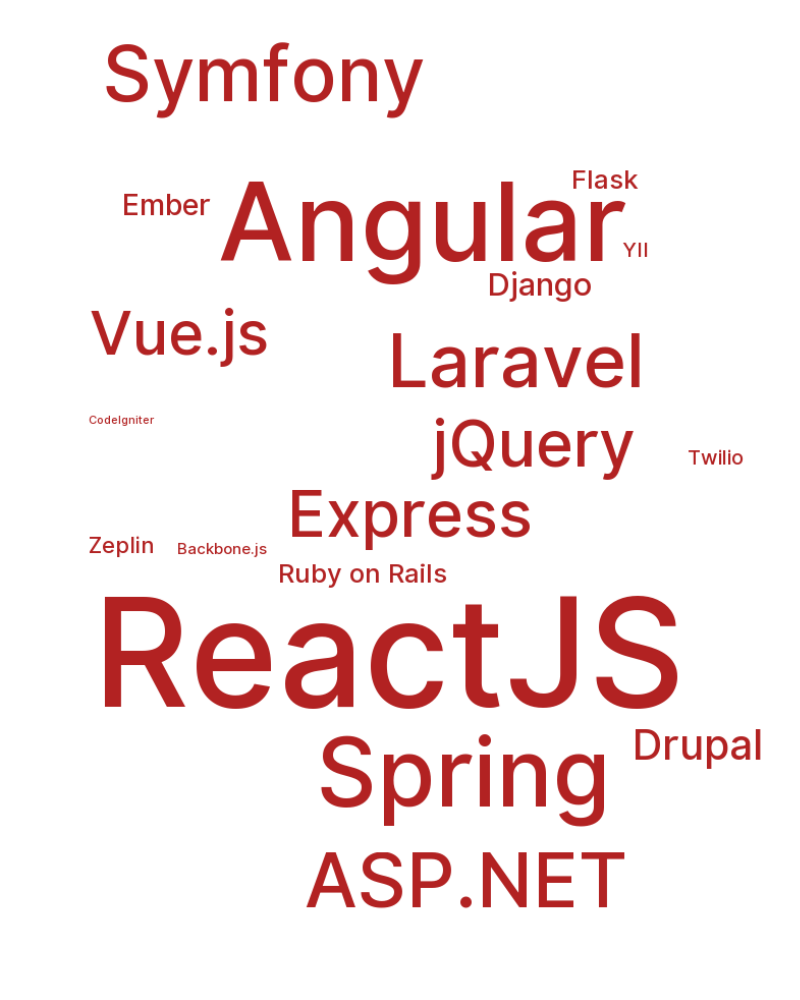 Symfony
Flask
Ember
Angular
YII
Django
Vue.js
Laravel
CodeIgniter
jQuery
Twilio
Express
Zeplin
Backbone.js
Ruby on Rails
ReactJS
Drupal
Spring
ASP.NET